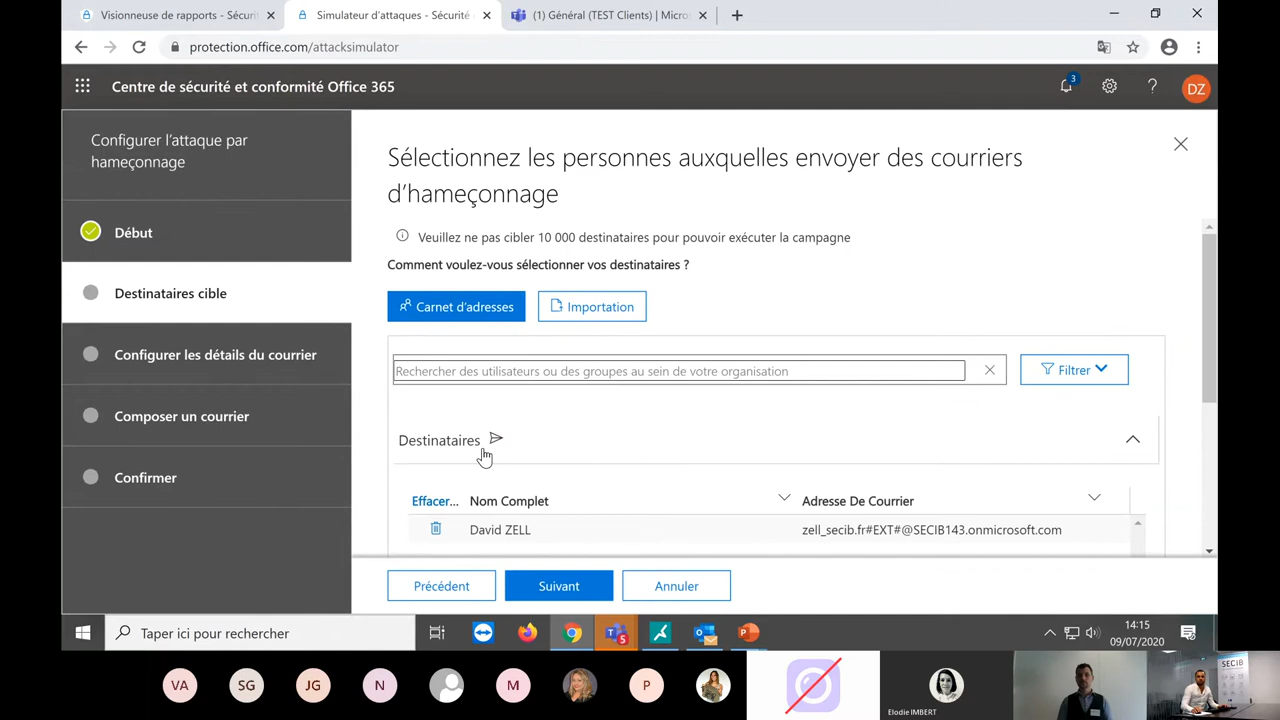 Visionneuse de rapports - Sécurit
Simulateur d'attaques - Sécurité
(1) Général (TEST Clients) | Micros
protection.office.com/attacksimulator
Centre de sécurité et conformité Office 365
3
DZ
Configurer l'attaque par
hameçonnage
Début
Destinataires cible
Configurer les détails du courrier
Composer un courrier
Confirmer
Sélectionnez les personnes auxquelles envoyer des courriers
d'hameçonnage
Veuillez ne pas cibler 10 000 destinataires pour pouvoir exécuter la campagne
Comment voulez-vous sélectionner vos destinataires ?
Carnet d'adresses
Importation
Rechercher des utilisateurs ou des groupes au sein de votre organisation
Filtrer
Destinataires
Effacer... Nom Complet Adresse De Courrier
David ZELL zell_secib.fr#EXT#@SECIB143.onmicrosoft.com
Précédent Suivant Annuler
Taper ici pour rechercher
5
14:15
09/07/2020
VA SG JG N M P
Elodie IMBERT
SECIB